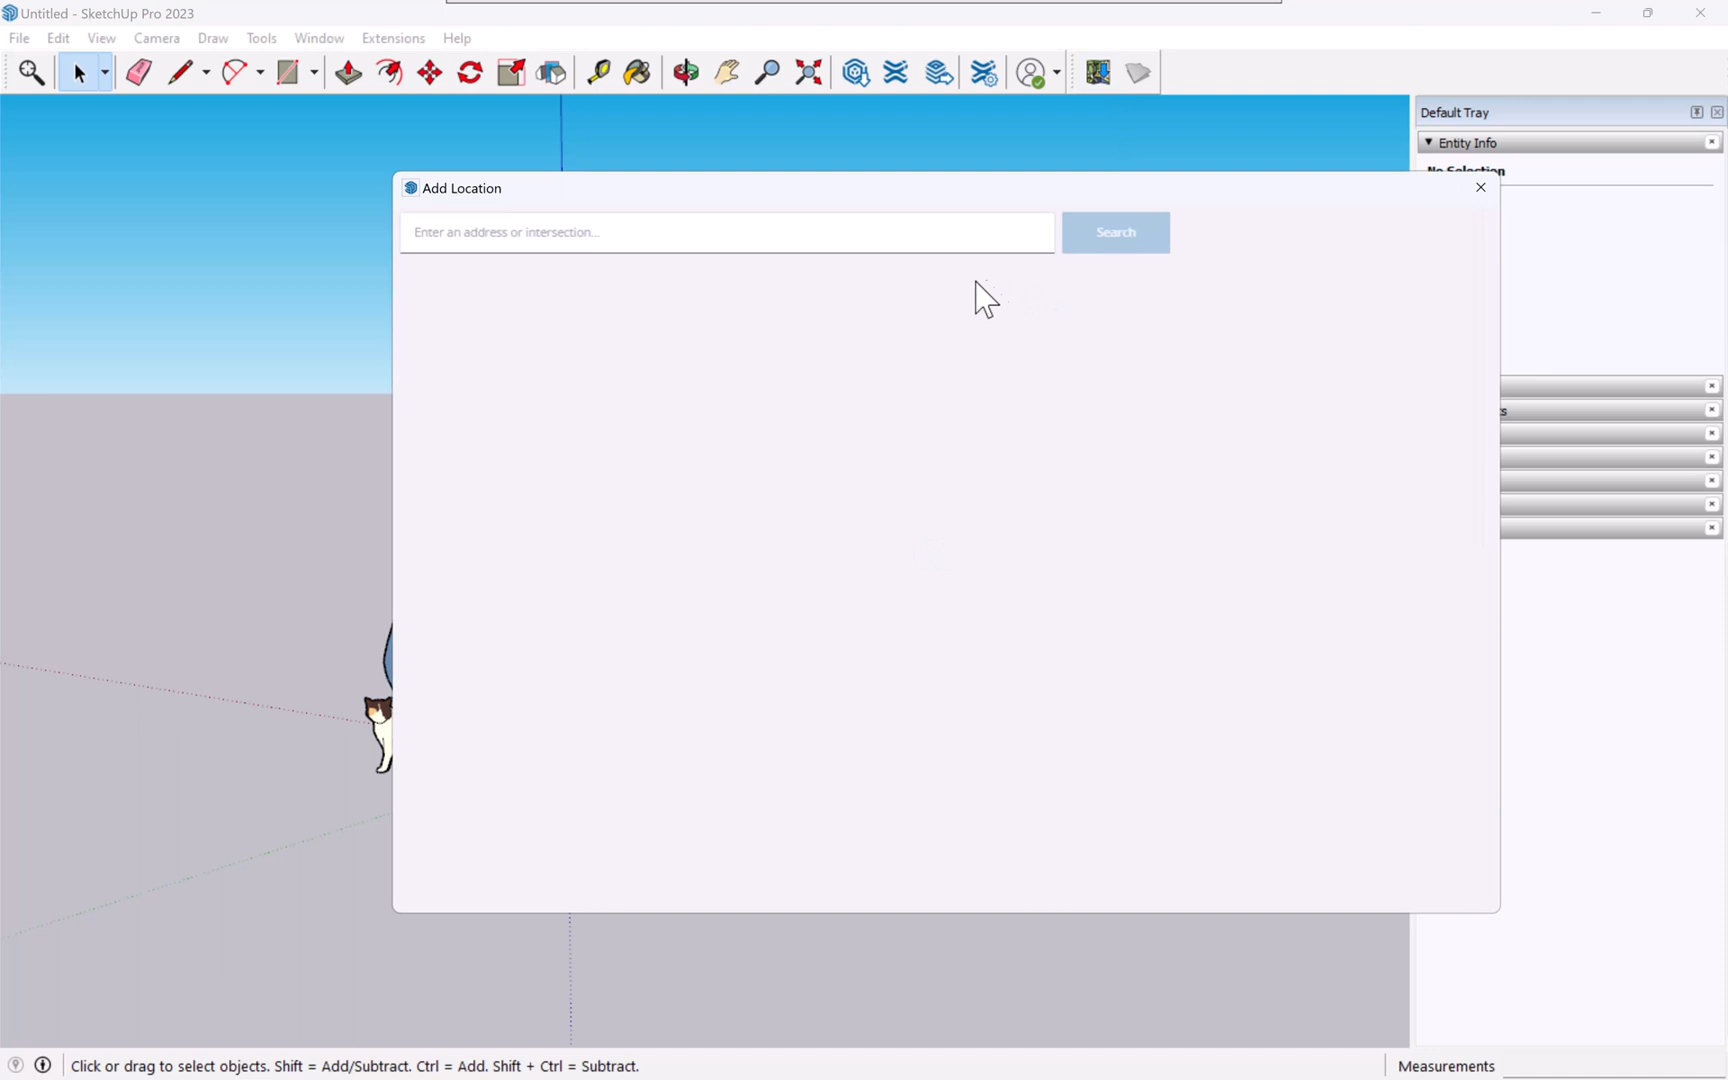 Untitled - SketchUp Pro 2023
File Edit View Camera Draw Tools Window Extensions Help
Default Tray
Entity Info
No Selection
Add Location
Enter an address or intersection...
Search
Click or drag to select objects. Shift = Add/Subtract. Ctrl = Add. Shift + Ctrl = Subtract.
Measurements